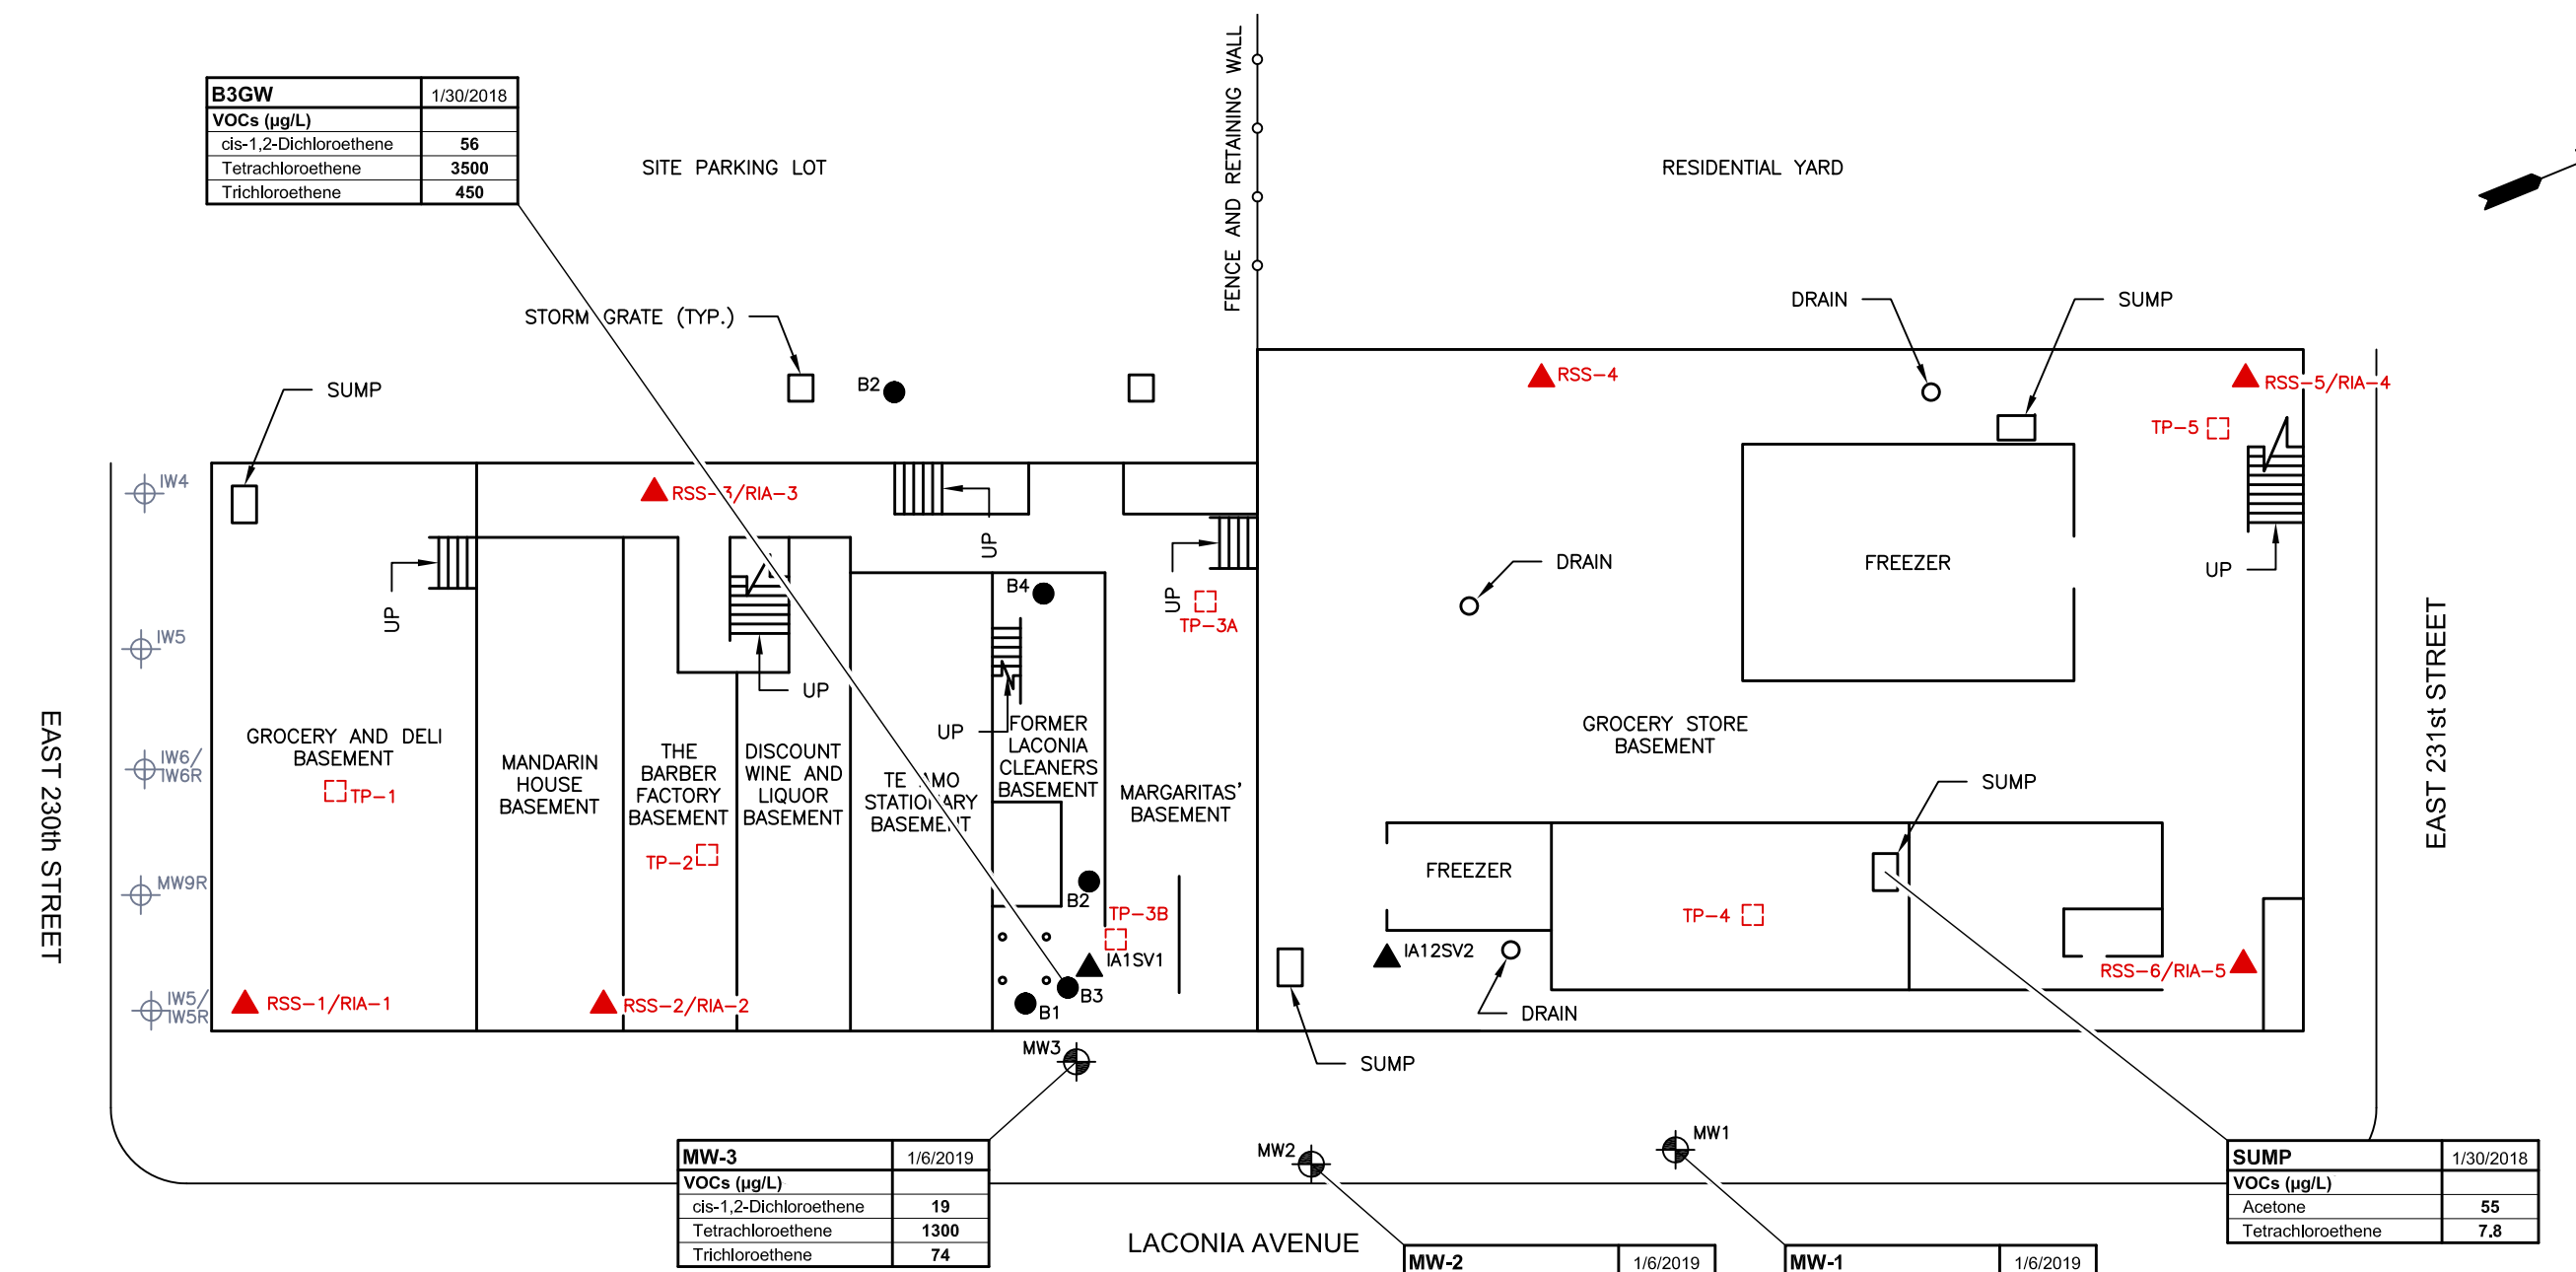 B3GW 1/30/2018
VOCs (µg/L)
cis-1,2-Dichloroethene 56
Tetrachloroethene 3500
Trichloroethene 450
SITE PARKING LOT
FENCE AND RETAINING WALL
RESIDENTIAL YARD
STORM GRATE (TYP.)
DRAIN
SUMP
SUMP
B2
RSS-4
RSS-5/RIA-4
TP-5
IW4
RSS-3/RIA-3
UP
UP
UP
DRAIN
FREEZER
UP
B4
UP
TP-3A
IW5
UP
UP
EAST 230th STREET
EAST 231st STREET
GROCERY AND DELI
BASEMENT
MANDARIN
HOUSE
BASEMENT
THE
BARBER
FACTORY
BASEMENT
DISCOUNT
WINE AND
LIQUOR
BASEMENT
STATIONARY
BASEMENT
FORMER
LACONIA
CLEANERS
BASEMENT
MARGARITAS'
BASEMENT
GROCERY STORE
BASEMENT
IW6/
IW6R
TP-1
SUMP
TP-2
FREEZER
MW9R
B2
TP-3B
TP-4
IA1SV1
IA12SV2
RSS-6/RIA-5
IW5/
IW5R
RSS-1/RIA-1
RSS-2/RIA-2
B3
B1
DRAIN
MW3
SUMP
MW2
MW1
MW-3 1/6/2019
VOCs (µg/L)
cis-1,2-Dichloroethene 19
Tetrachloroethene 1300
Trichloroethene 74
LACONIA AVENUE
MW-2 1/6/2019
MW-1 1/6/2019
SUMP 1/30/2018
VOCs (µg/L)
Acetone 55
Tetrachloroethene 7.8